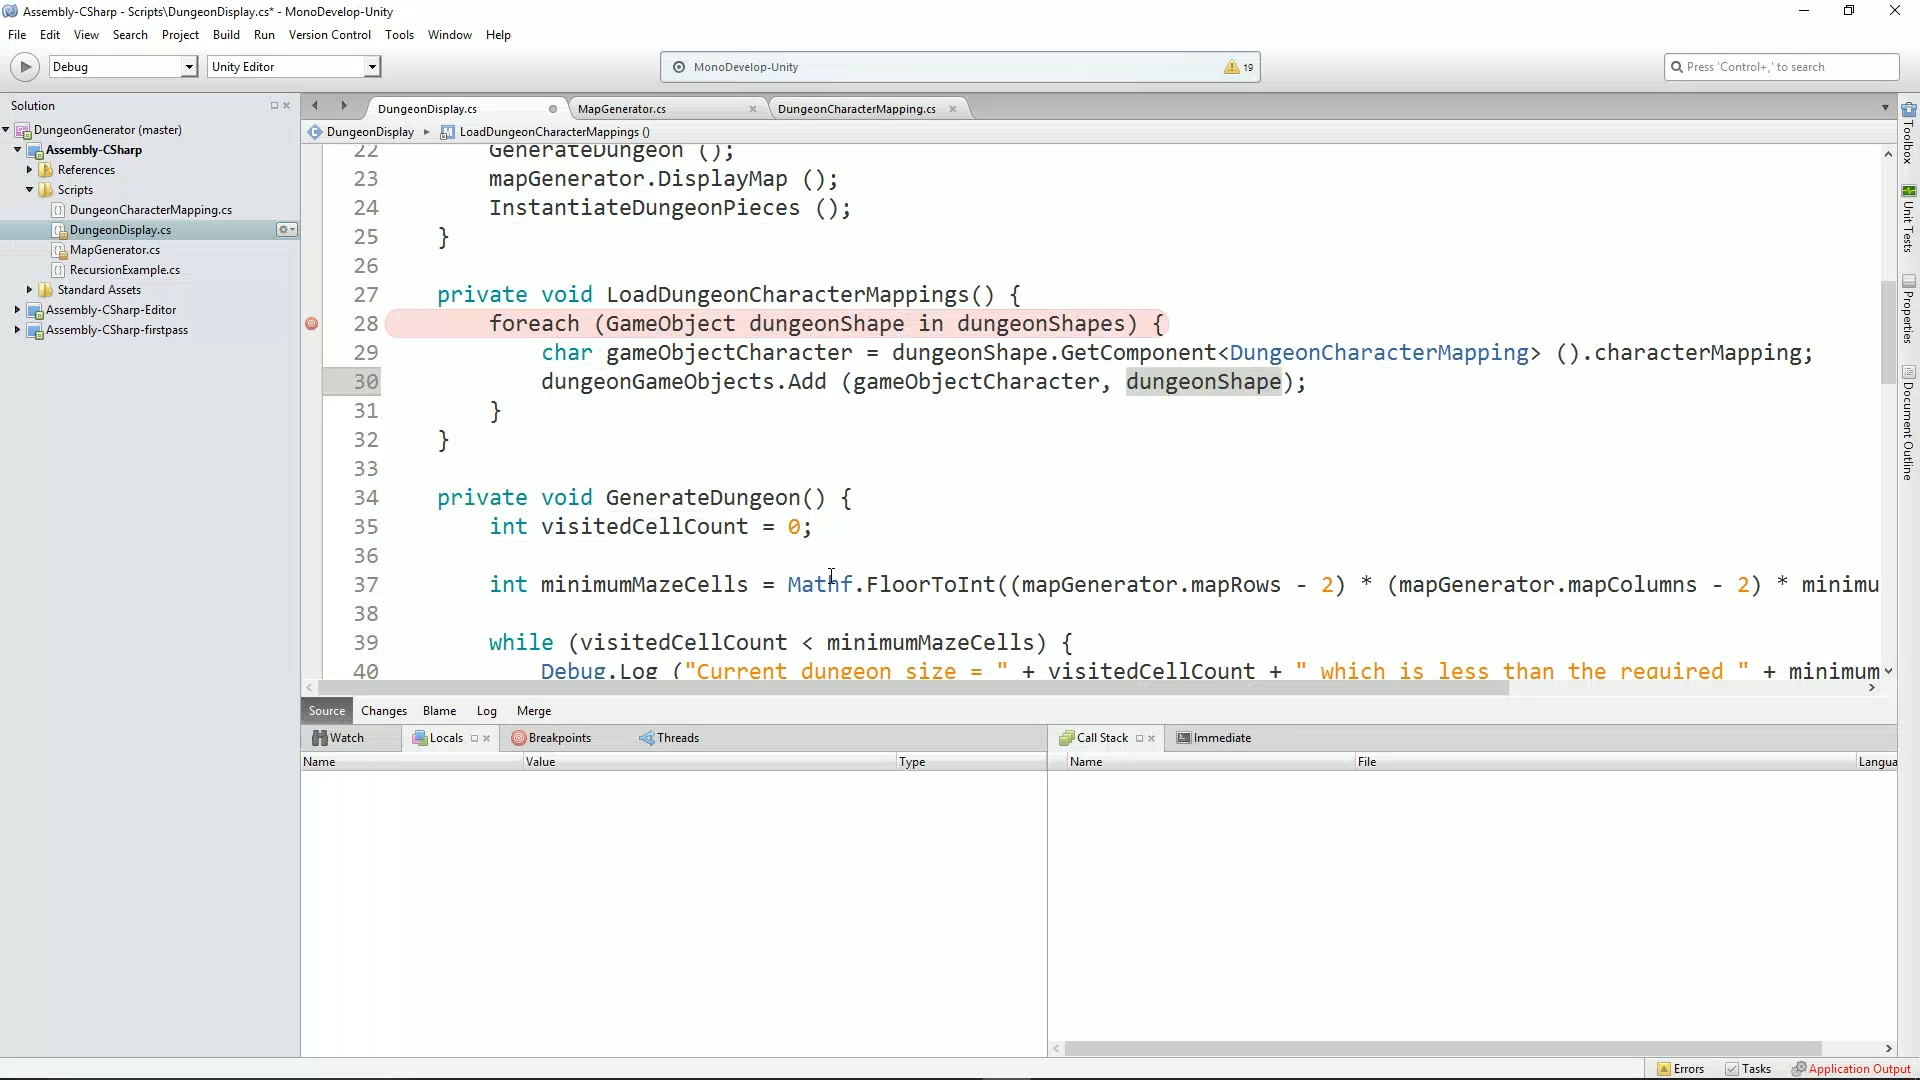 Assembly-CSharp - Scripts\DungeonDisplay.cs* - MonoDevelop-Unity
File Edit View Search Project Build Run Version Control Tools Window Help
Debug Unity Editor MonoDevelop-Unity 19 Press 'Control+,' to search
Solution
DungeonGenerator (master)
Assembly-CSharp
References
Scripts
DungeonCharacterMapping.cs
DungeonDisplay.cs
MapGenerator.cs
RecursionExample.cs
Standard Assets
Assembly-CSharp-Editor
Assembly-CSharp-firstpass
DungeonDisplay.cs MapGenerator.cs DungeonCharacterMapping.cs
DungeonDisplay LoadDungeonCharacterMappings ()
22 GenerateDungeon ();
23 mapGenerator.DisplayMap ();
24 InstantiateDungeonPieces ();
25 }
26
27 private void LoadDungeonCharacterMappings() {
28 foreach (GameObject dungeonShape in dungeonShapes) {
29 char gameObjectCharacter = dungeonShape.GetComponent<DungeonCharacterMapping> ().characterMapping;
30 dungeonGameObjects.Add (gameObjectCharacter, dungeonShape);
31 }
32 }
33
34 private void GenerateDungeon() {
35 int visitedCellCount = 0;
36
37 int minimumMazeCells = Mathf.FloorToInt((mapGenerator.mapRows - 2) * (mapGenerator.mapColumns - 2) * minimu
38
39 while (visitedCellCount < minimumMazeCells) {
40 Debug.Log ("Current dungeon size = " + visitedCellCount + " which is less than the required " + minimum
Source Changes Blame Log Merge
Watch Locals Breakpoints Threads
Name Value Type
Call Stack Immediate
Name File Langua
Toolbox
Unit Tests
Properties
Document Outline
Errors Tasks Application Output